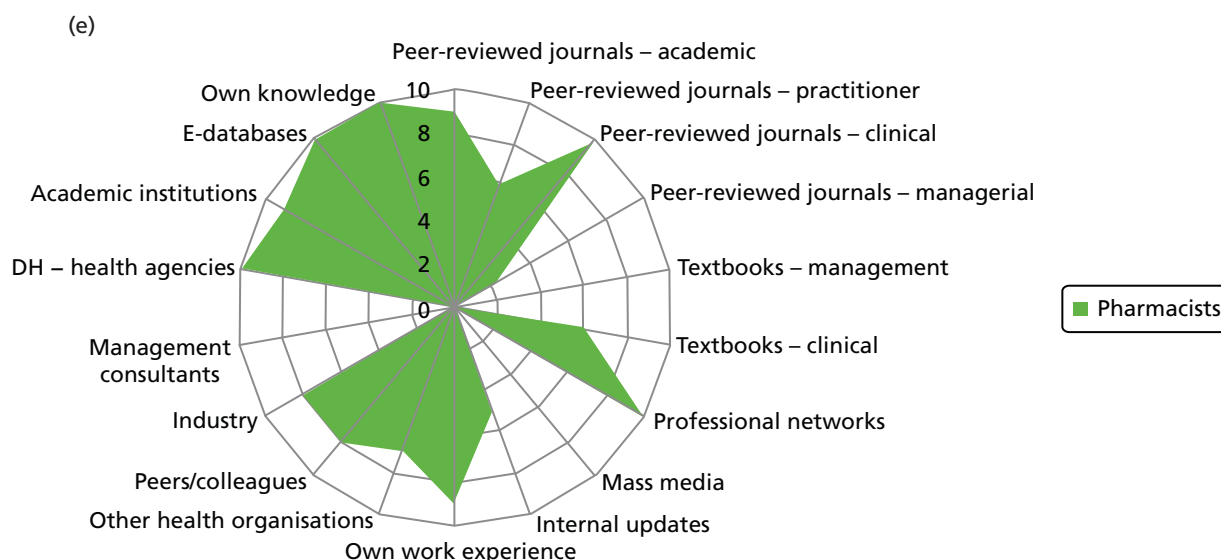 (e)
Peer-reviewed journals – academic
Peer-reviewed journals – practitioner
Peer-reviewed journals – clinical
Peer-reviewed journals – managerial
Textbooks – management
Textbooks – clinical
Professional networks
Mass media
Internal updates
Own work experience
Other health organisations
Peers/colleagues
Industry
Management
consultants
DH – health agencies
Academic institutions
E-databases
Own knowledge
10
8
6
4
2
0
Pharmacists